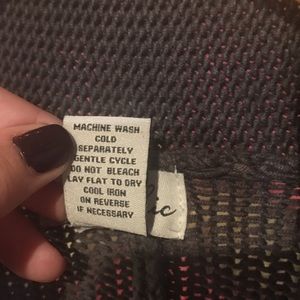 MACHINE WASH
COLD
SEPARATELY
GENTLE CYCLE
DO NOT BLEACH
LAY FLAT TO DRY
COOL IRON
ON REVERSE
IF NECESSARY